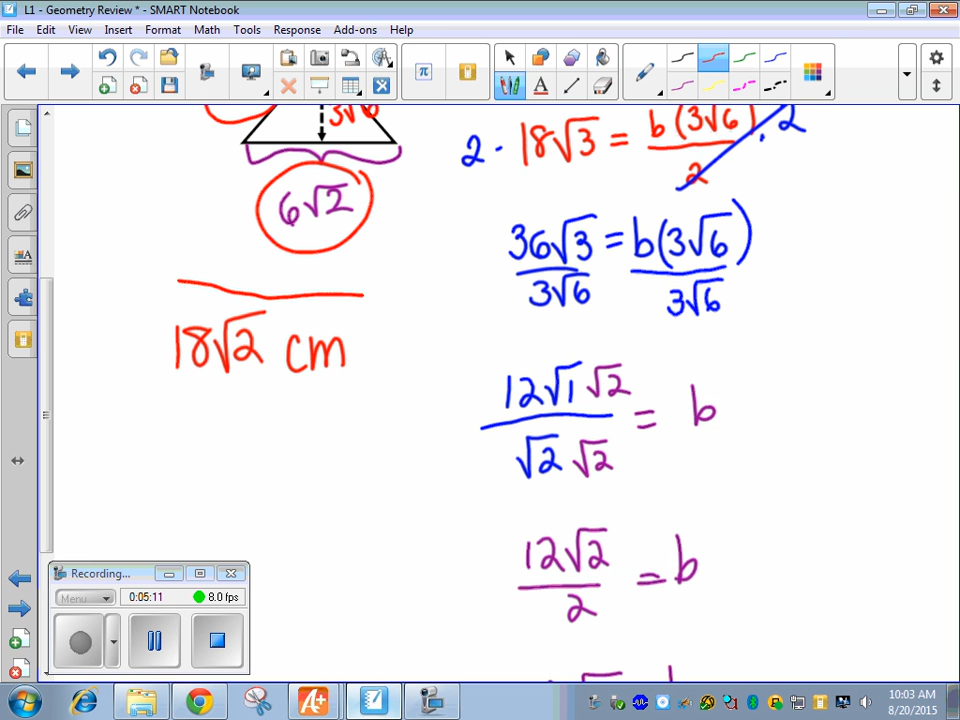 L1 - Geometry Review * - SMART Notebook
File Edit View Insert Format Math Tools Response Add-ons Help
3√6
2 · 18√3 = b(3√6) · 2
2
6√2
36√3 = b(3√6)
3√6 3√6
18√2 cm
12√1 √2 = b
√2 √2
12√2 = b
2
Recording...
Menu
0:05:11
8.0 fps
10:03 AM
8/20/2015